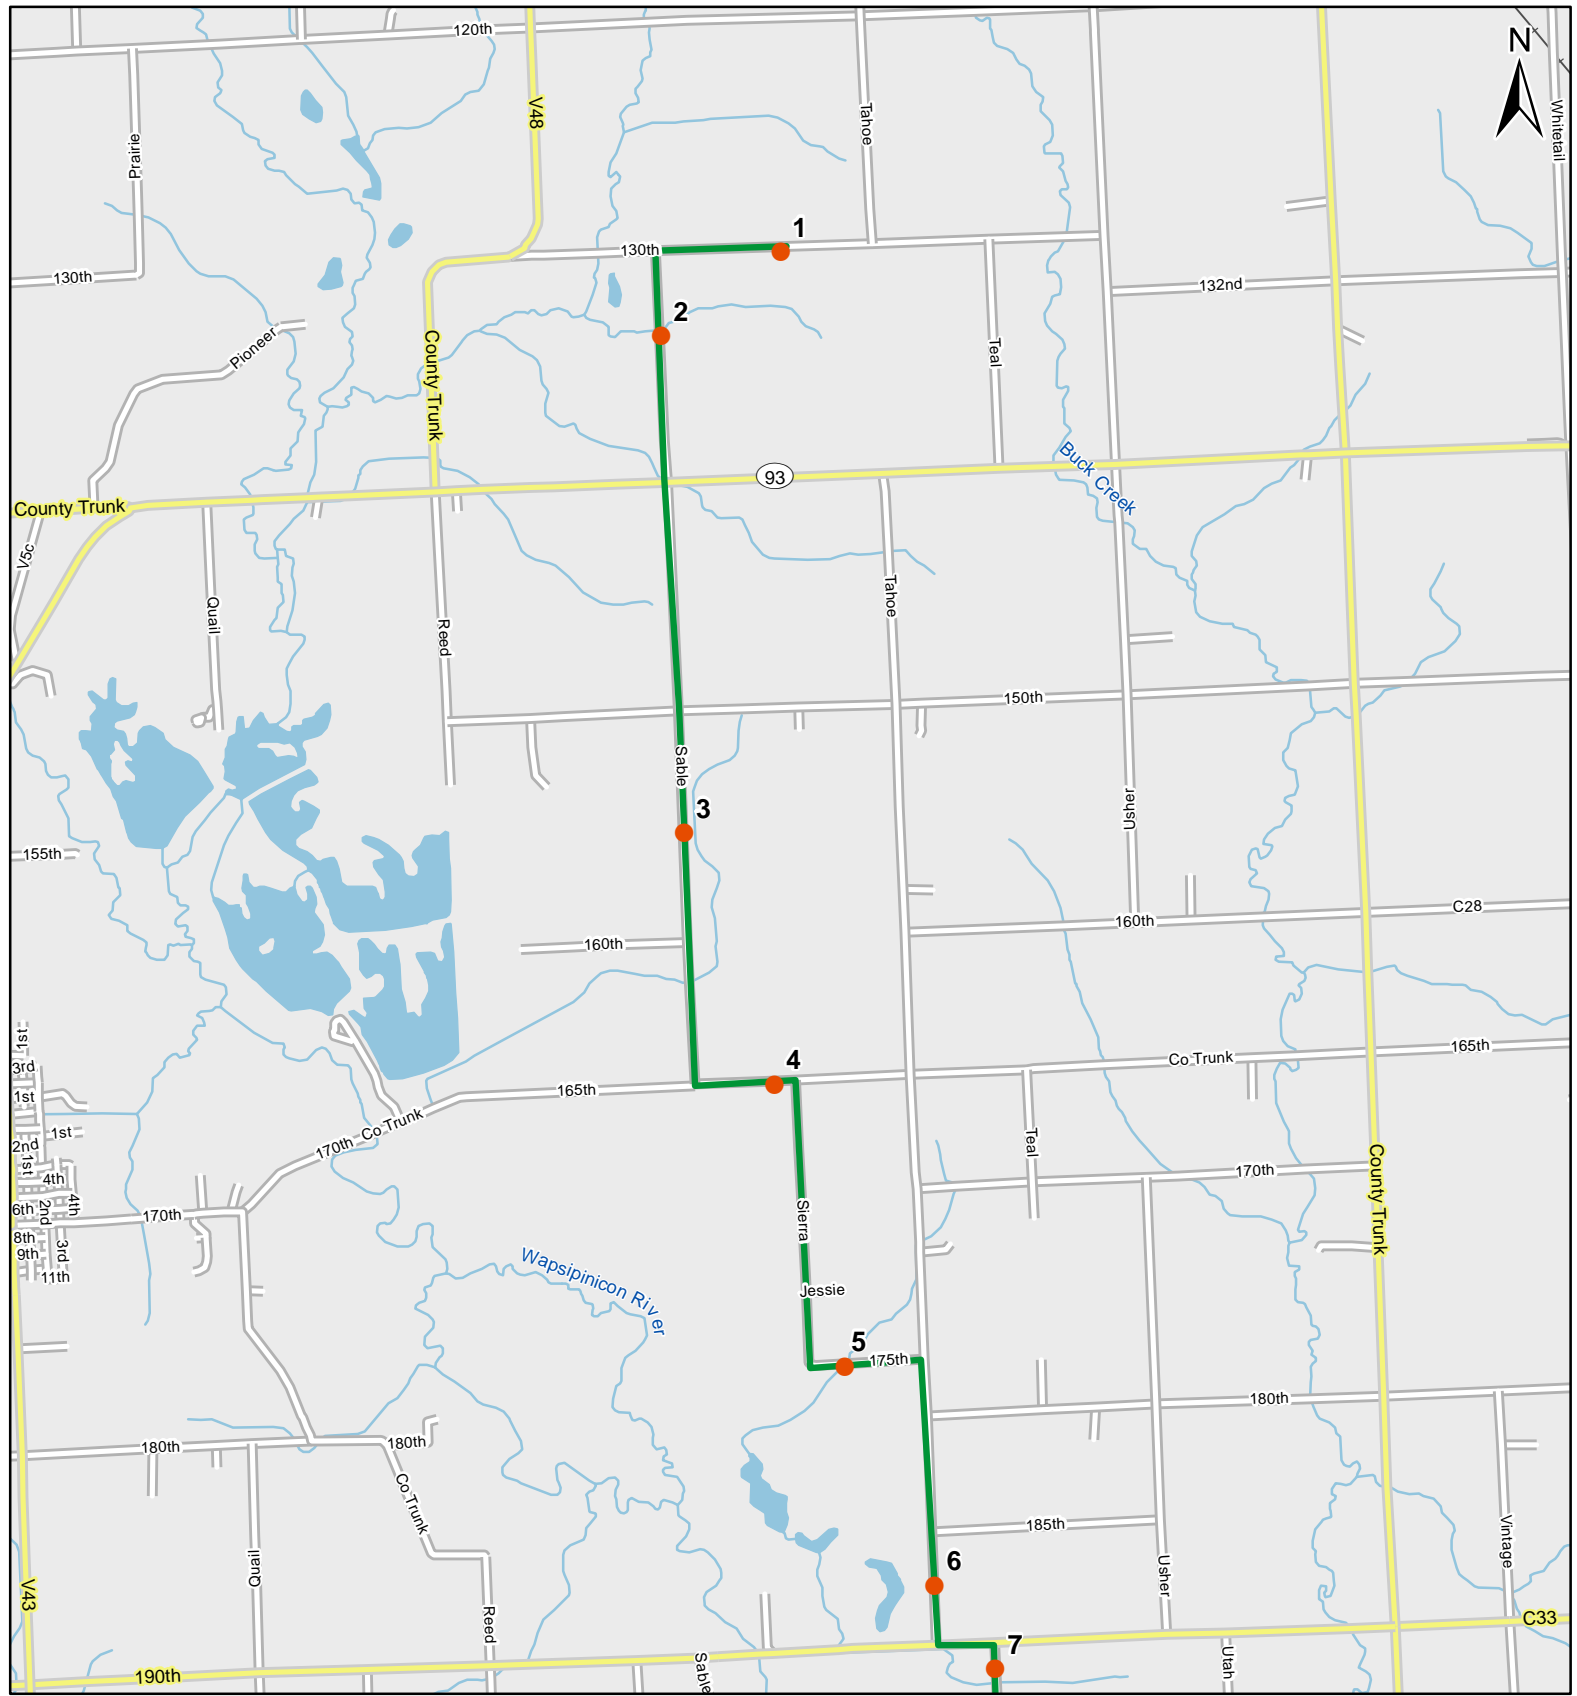 120th
N
V48
Tahoe
Whitetail
Prairie
1
130th
130th
132nd
2
Pioneer
County Trunk
Teal
Buck Creek
93
County Trunk
V5c
Tahoe
Quail
Reed
150th
Sable
3
Usher
155th
C28
160th
160th
1st
165th
4
Co Trunk
3rd
165th
1st
Co Trunk
170th
1st
2nd
1st
Teal
170th
4th
County Trunk
4th
6th
2nd
Sierra
170th
8th
3rd
9th
11th
Wapsipinicon River
Jessie
5
175th
180th
180th
180th
Co Trunk
185th
Vintage
6
Quail
Usher
V43
Reed
C33
7
Sable
Utah
190th